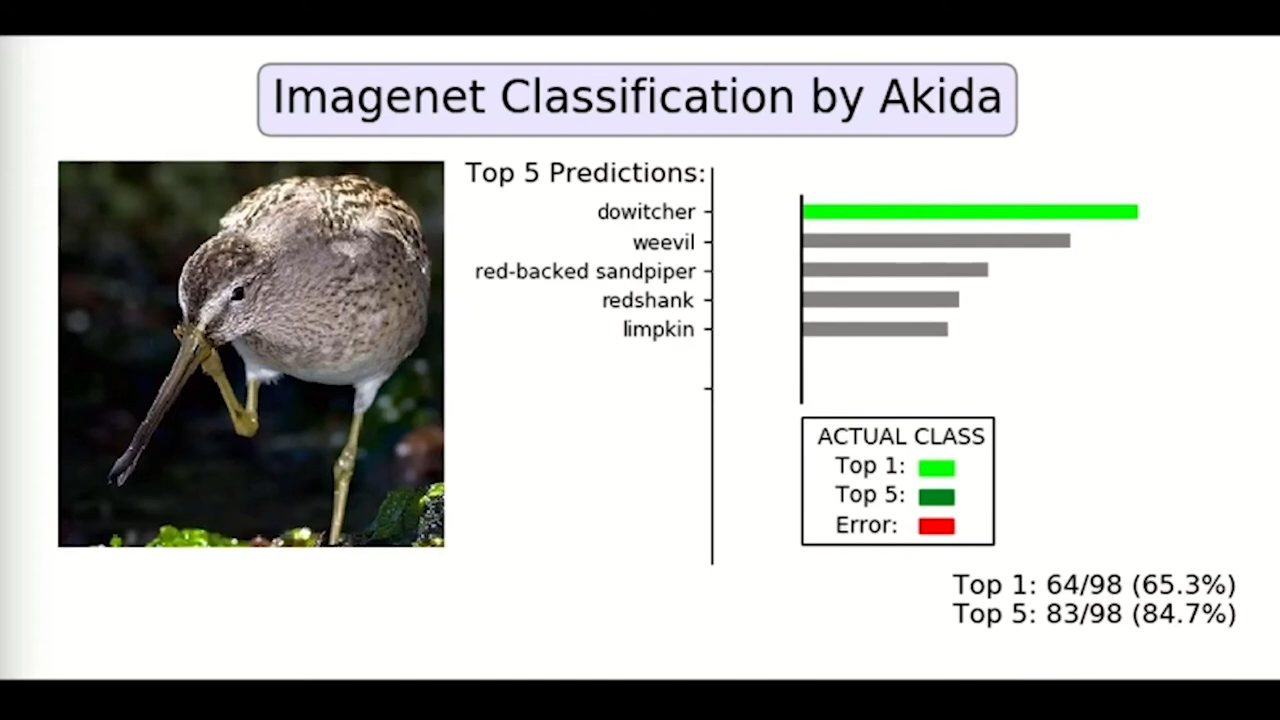 Imagenet Classification by Akida
Top 5 Predictions:
dowitcher
weevil
red-backed sandpiper
redshank
limpkin
ACTUAL CLASS
Top 1:
Top 5:
Error:
Top 1: 64/98 (65.3%)
Top 5: 83/98 (84.7%)